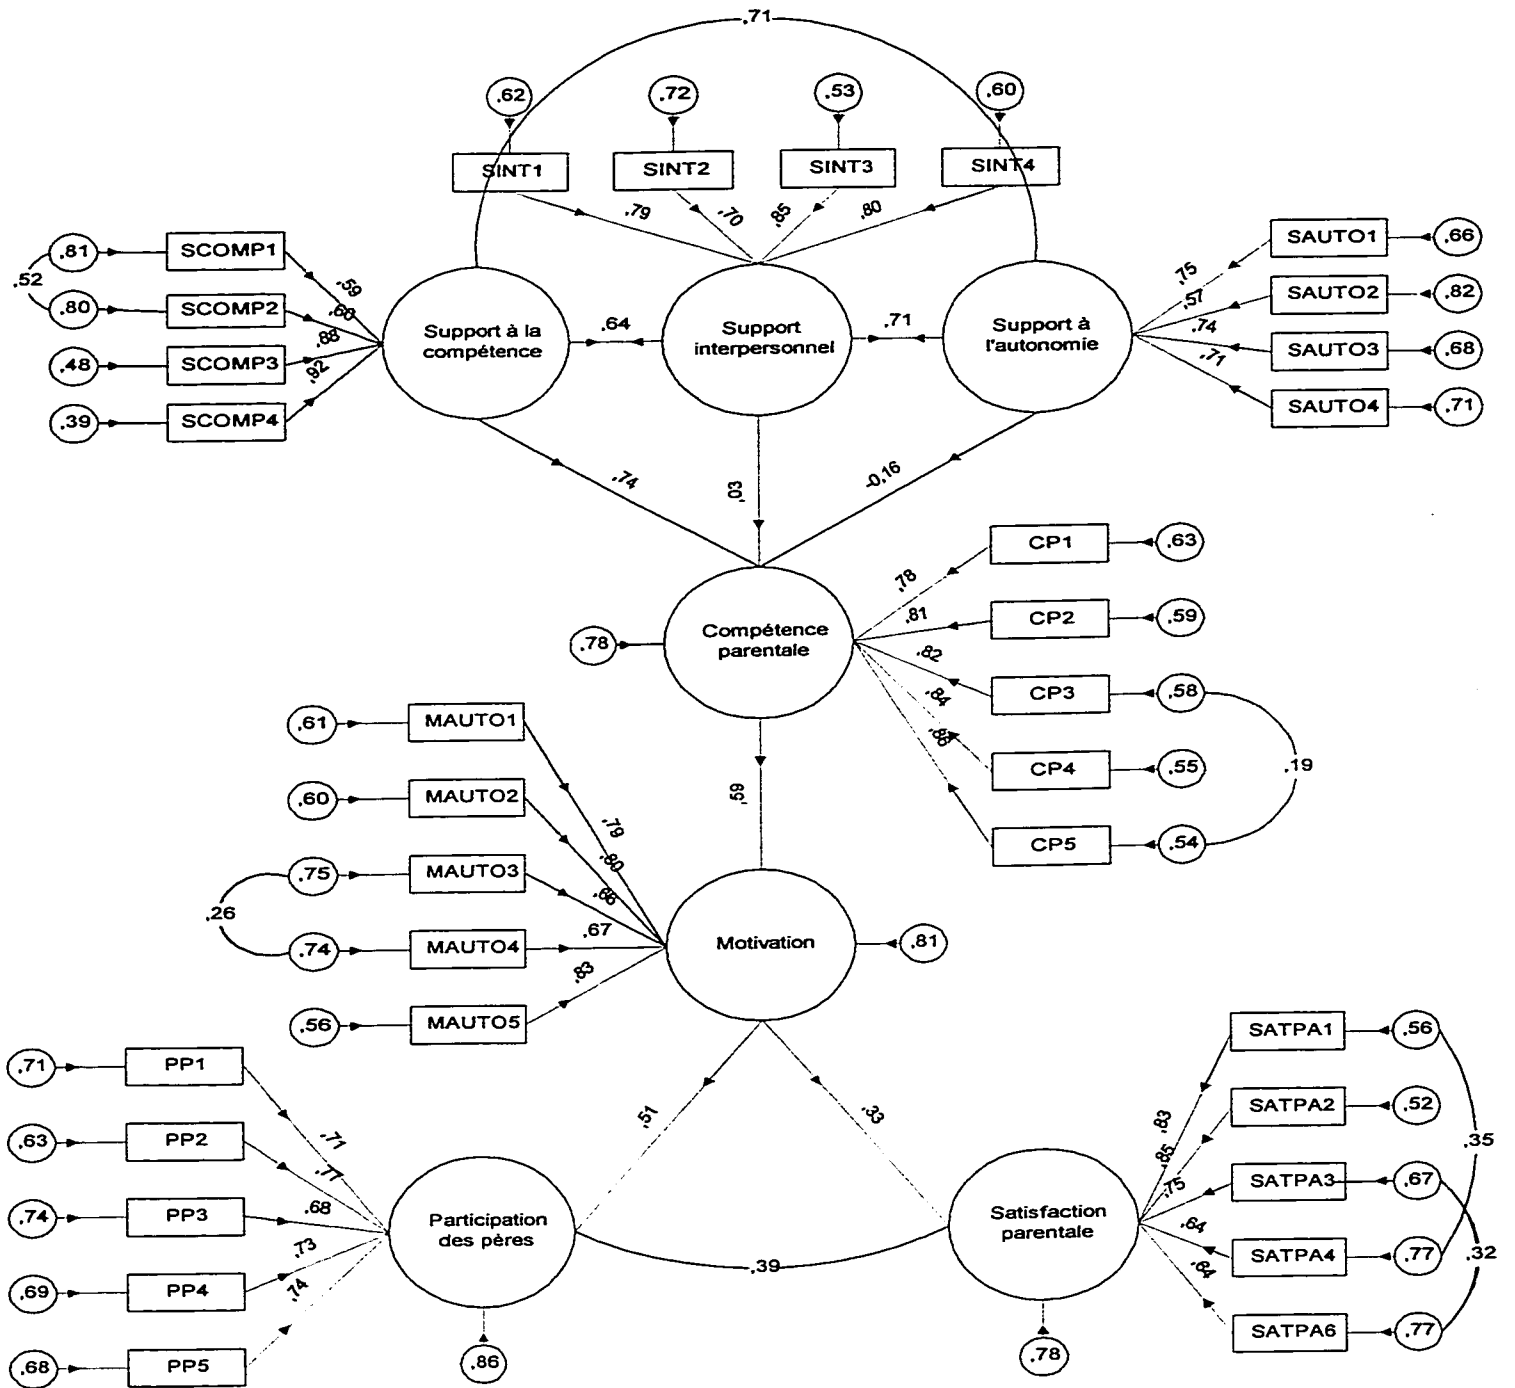 .71
.62
.72
.53
.60
SINT1
SINT2
SINT3
SINT4
.79
.70
.85
.80
.81
SCOMP1
.52
.80
SCOMP2
.48
SCOMP3
.39
SCOMP4
.59
.60
.88
.92
Support à la
compétence
.64
Support
interpersonnel
.71
Support à
l'autonomie
.75
.57
.74
.71
SAUTO1
.66
SAUTO2
.82
SAUTO3
.68
SAUTO4
.71
.74
,03
-0,16
.78
Compétence
parentale
.78
.81
.82
.84
CP1
.63
CP2
.59
CP3
.58
CP4
.55
CP5
.54
.19
,59
.61
MAUTO1
.60
MAUTO2
.75
MAUTO3
.26
.74
MAUTO4
.56
MAUTO5
.79
.80
.66
.67
.83
Motivation
.81
.51
.33
.71
PP1
.63
PP2
.74
PP3
.69
PP4
.68
PP5
.71
.77
.68
.73
.74
Participation
des pères
.86
.39
Satisfaction
parentale
.78
.83
.85
.75
.64
.64
SATPA1
.56
SATPA2
.52
SATPA3
.67
SATPA4
.77
SATPA6
.77
.35
.32